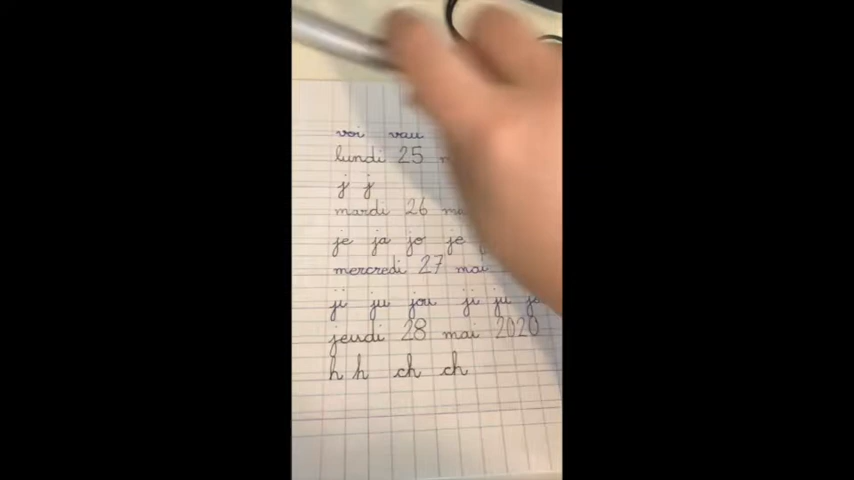 voi vau
lundi 25
j j
mardi 26
je ja jo je
mercredi 27 mai
ji ju jou ji ju
jeudi 28 mai 2020
h h ch ch